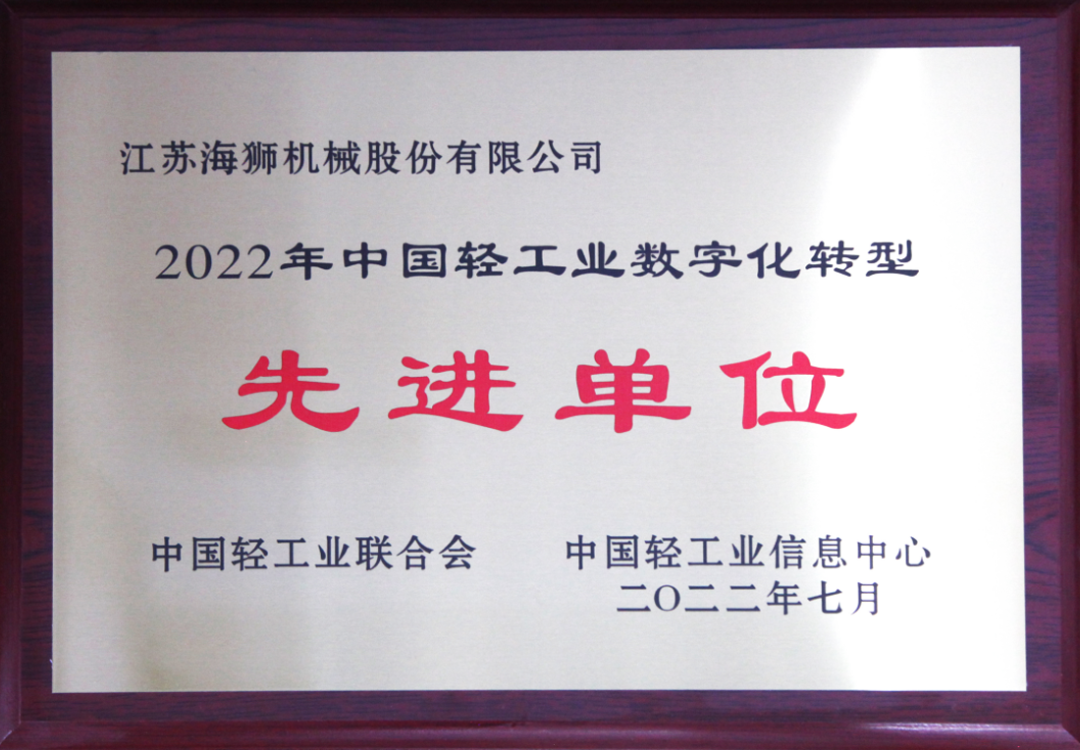 江苏海狮机械股份有限公司
2022年中国轻工业数字化转型
先进单位
中国轻工业联合会 中国轻工业信息中心
二〇二二年七月